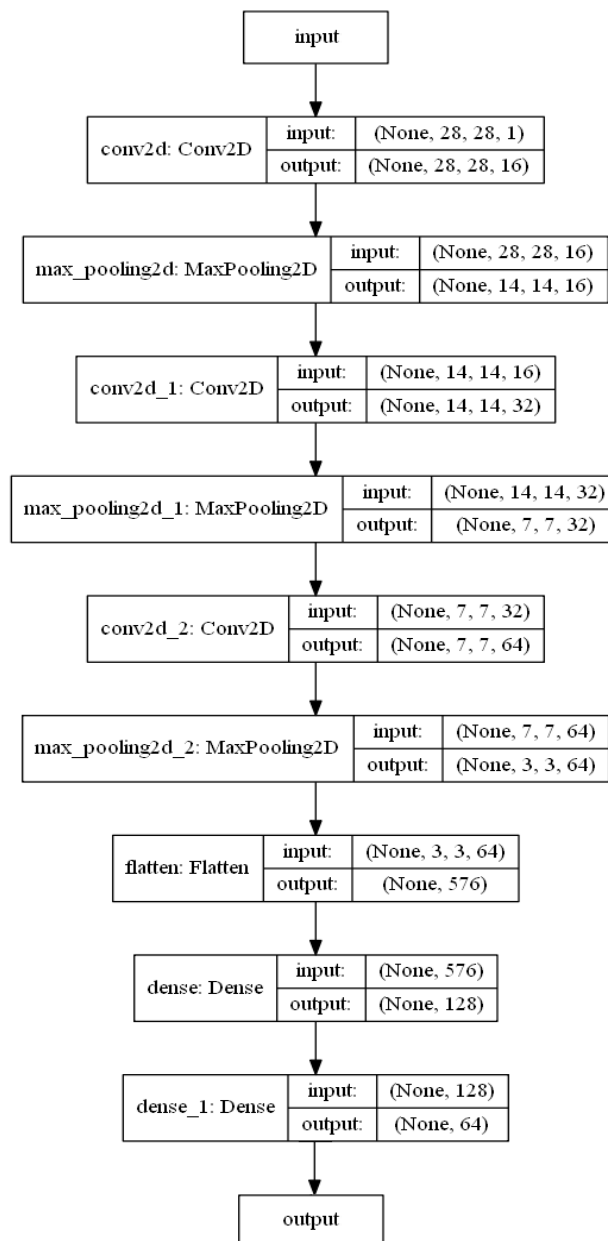 input
conv2d: Conv2D
input: (None, 28, 28, 1)
output: (None, 28, 28, 16)
max_pooling2d: MaxPooling2D
input: (None, 28, 28, 16)
output: (None, 14, 14, 16)
conv2d_1: Conv2D
input: (None, 14, 14, 16)
output: (None, 14, 14, 32)
max_pooling2d_1: MaxPooling2D
input: (None, 14, 14, 32)
output: (None, 7, 7, 32)
conv2d_2: Conv2D
input: (None, 7, 7, 32)
output: (None, 7, 7, 64)
max_pooling2d_2: MaxPooling2D
input: (None, 7, 7, 64)
output: (None, 3, 3, 64)
flatten: Flatten
input: (None, 3, 3, 64)
output: (None, 576)
dense: Dense
input: (None, 576)
output: (None, 128)
dense_1: Dense
input: (None, 128)
output: (None, 64)
output